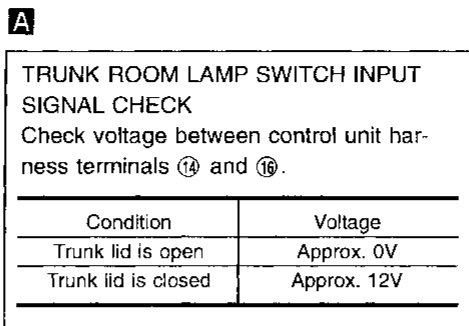 A
TRUNK ROOM LAMP SWITCH INPUT
SIGNAL CHECK
Check voltage between control unit har-
ness terminals ⑭ and ⑯.
Condition Voltage
Trunk lid is open Approx. 0V
Trunk lid is closed Approx. 12V